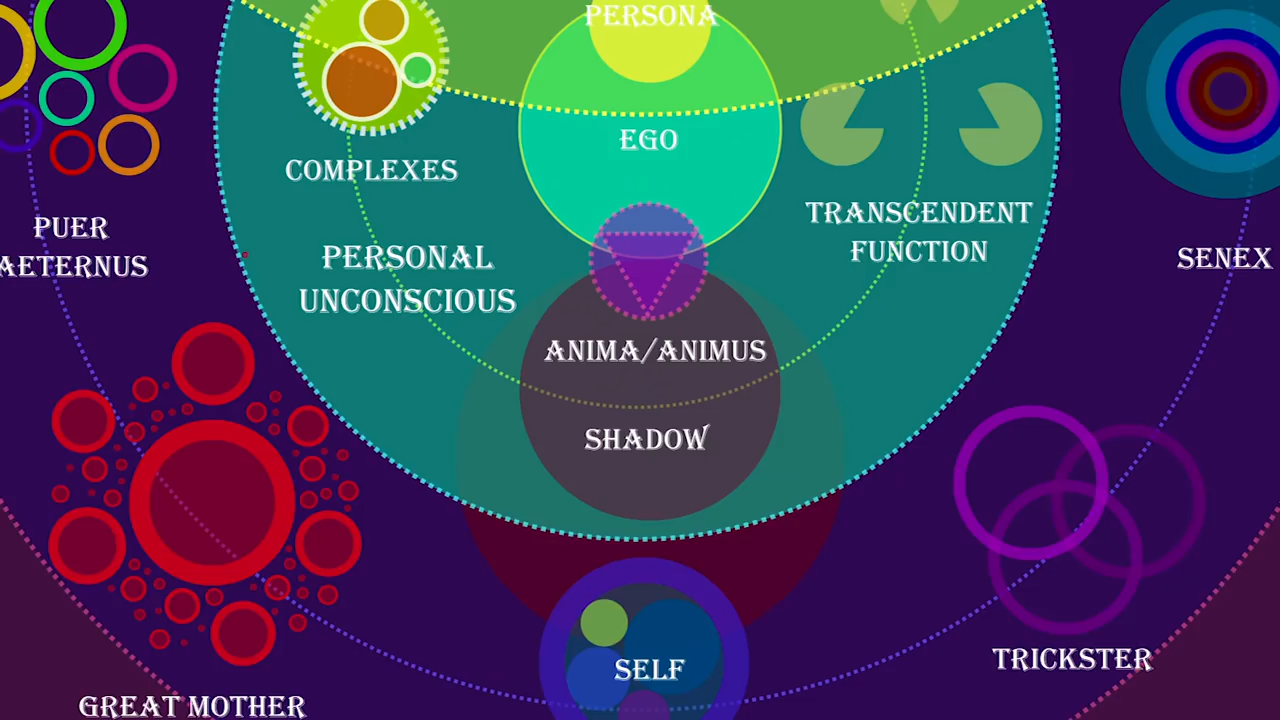 PERSONA
EGO
COMPLEXES
PERSONAL
UNCONSCIOUS
TRANSCENDENT
FUNCTION
PUER
AETERNUS
SENEX
ANIMA/ANIMUS
SHADOW
SELF
TRICKSTER
GREAT MOTHER